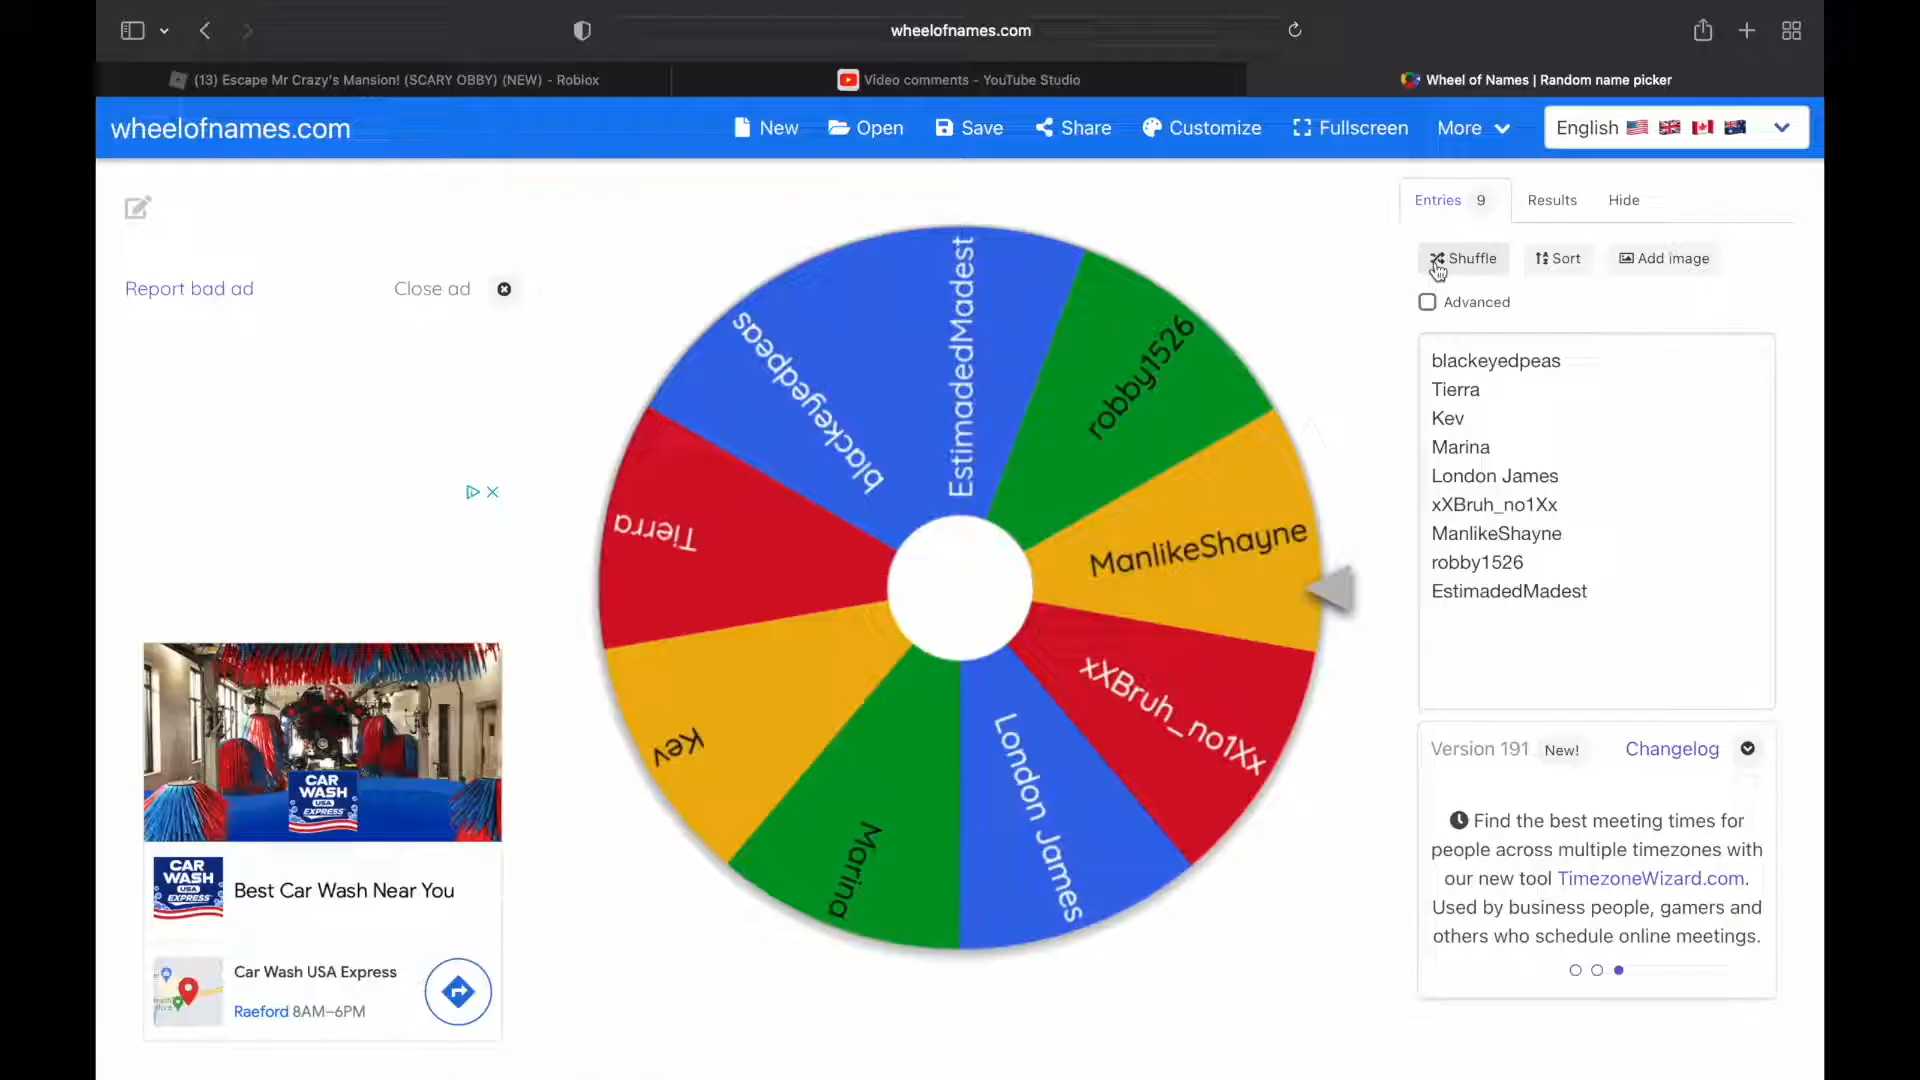 wheelofnames.com
(13) Escape Mr Crazy's Mansion! (SCARY OBBY) (NEW) - Roblox
Video comments - YouTube Studio
Wheel of Names | Random name picker
wheelofnames.com
New
Open
Save
Share
Customize
Fullscreen
More
English
Entries 9
Results
Hide
Shuffle
Sort
Add image
Advanced
Report bad ad
Close ad
blackeyedpeas
Tierra
Kev
Marina
London James
xXBruh_no1Xx
ManlikeShayne
robby1526
EstimadedMadest
EstimadedMadest
robby1526
ManlikeShayne
xXBruh_no1Xx
London James
Marina
Kev
Tierra
blackeyedpeas
Version 191 New! Changelog
Find the best meeting times for
people across multiple timezones with
our new tool TimezoneWizard.com.
Used by business people, gamers and
others who schedule online meetings.
CAR
WASH
USA
EXPRESS
CAR
WASH
USA
EXPRESS
Best Car Wash Near You
Car Wash USA Express
Raeford 8AM–6PM